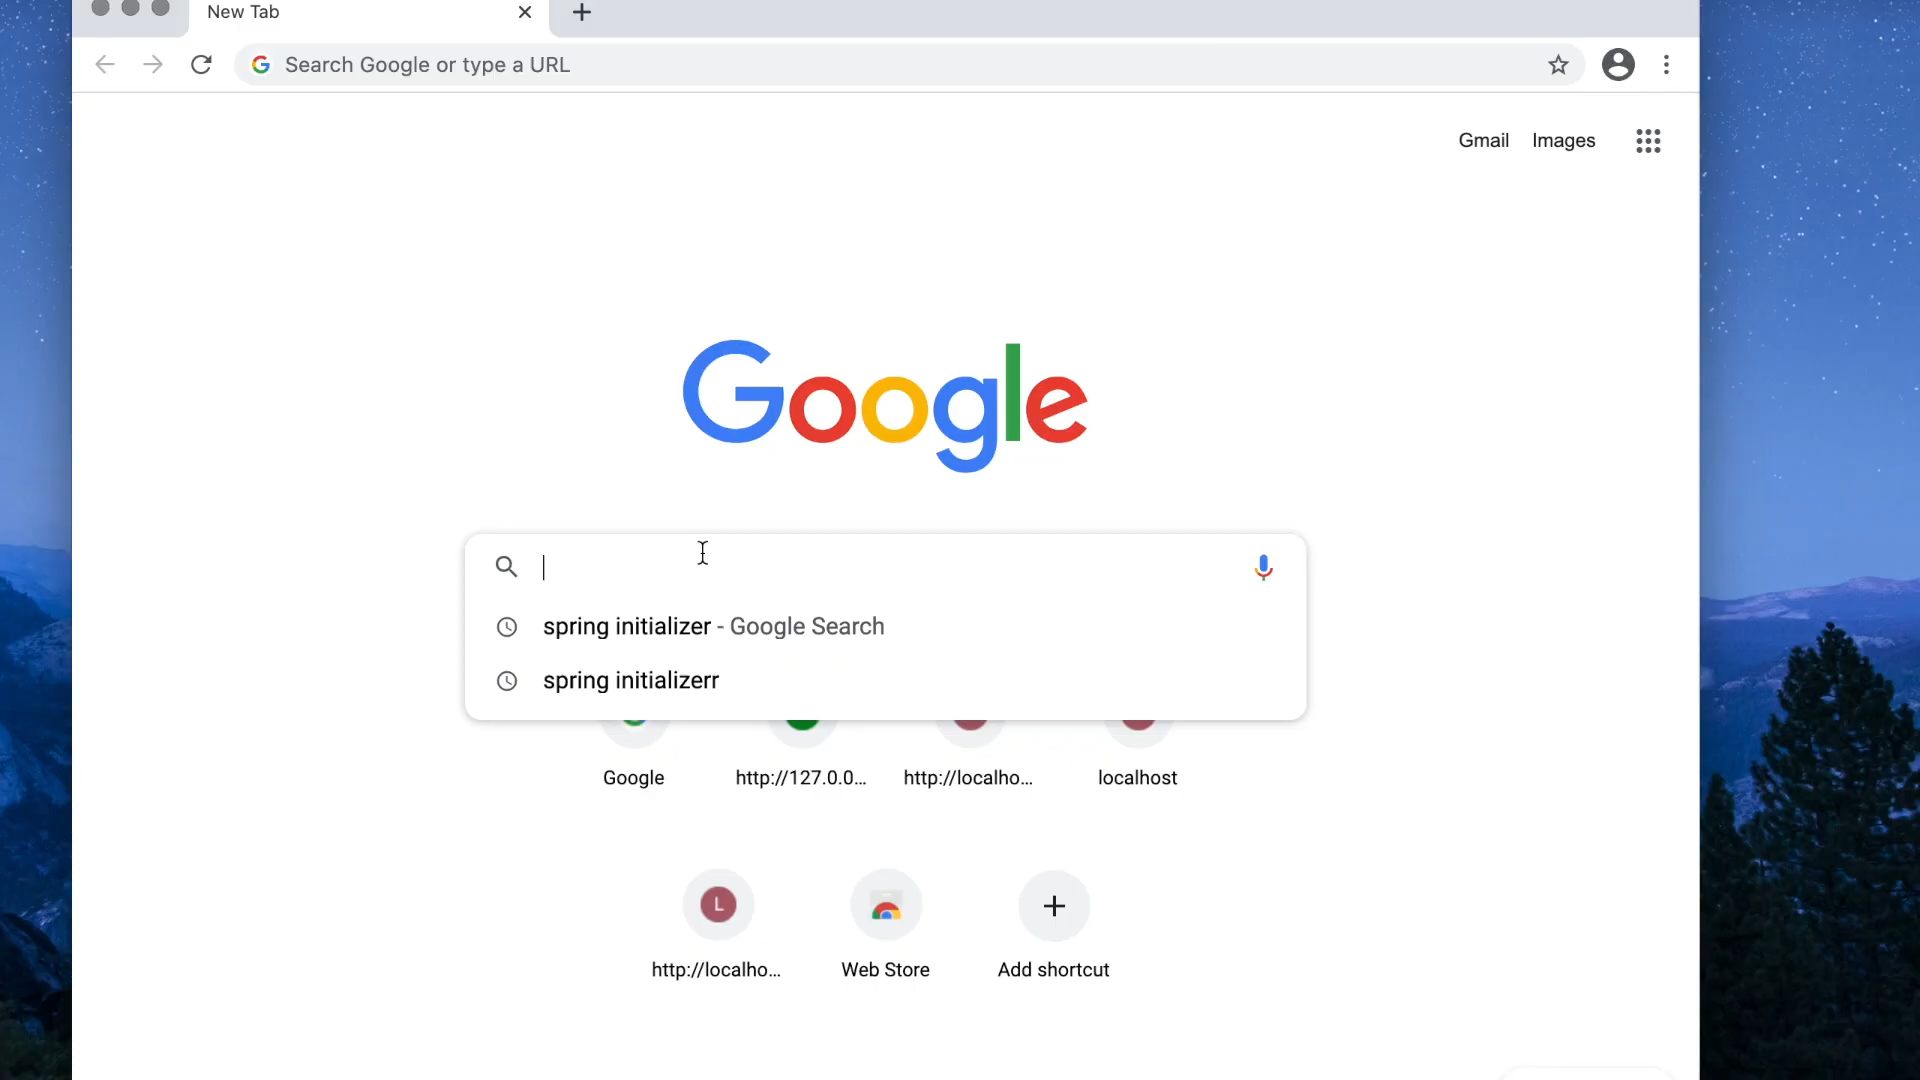 New Tab
Search Google or type a URL
Gmail Images
Google
spring initializer - Google Search
spring initializerr
Google http://127.0.0... http://localho... localhost
L
http://localho... Web Store Add shortcut